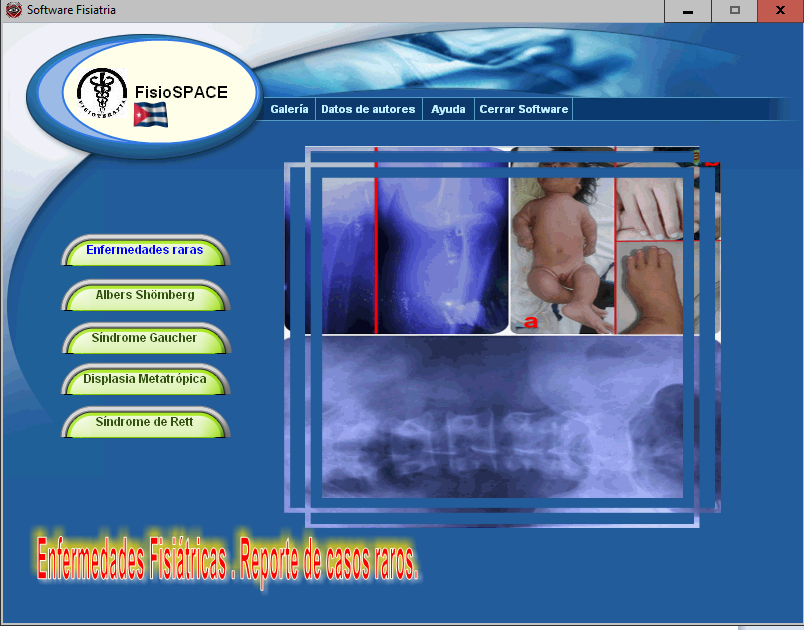 Software Fisiatria
FISIOTERAPIA
FisioSPACE
Galería
Datos de autores
Ayuda
Cerrar Software
Enfermedades raras
Albers Shömberg
Síndrome Gaucher
Displasia Metatrópica
Síndrome de Rett
a
Enfermedades Fisiátricas . Reporte de casos raros.